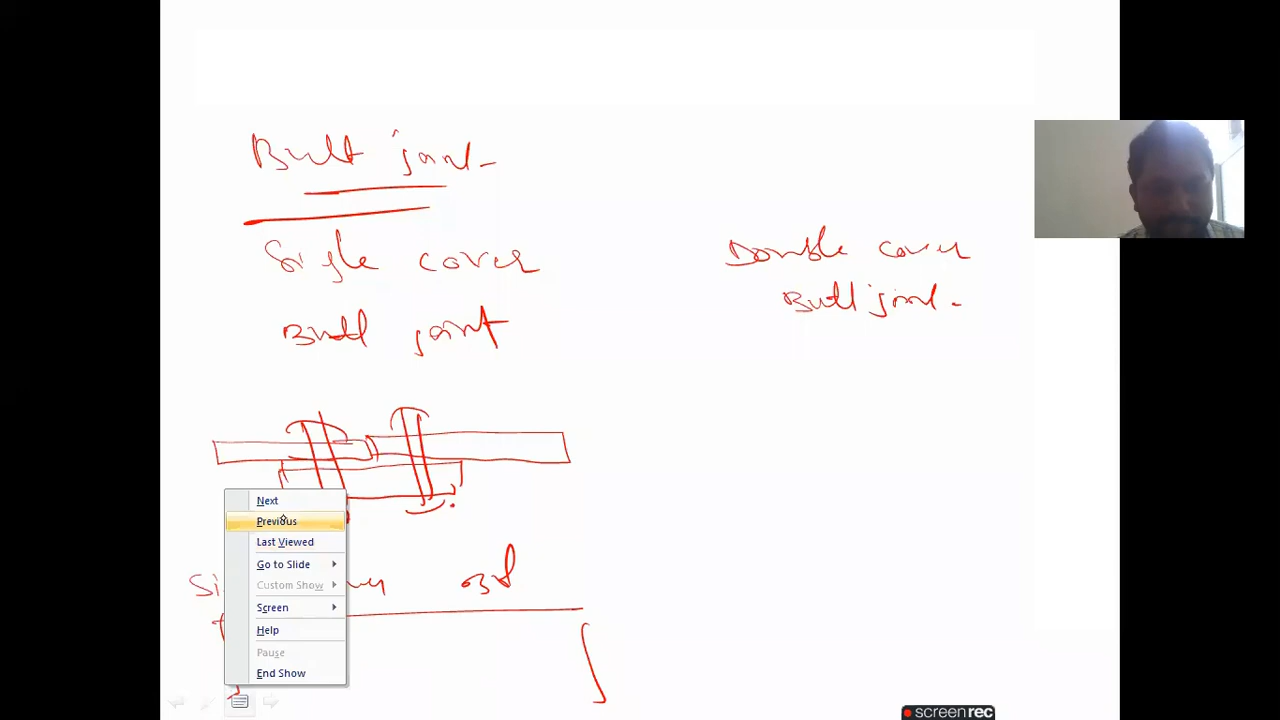 Butt joint
Single cover
Butt joint
Double cover
Butt joint.
Next
Previous
Last Viewed
Go to Slide
Custom Show
Screen
Help
Pause
End Show
screenrec